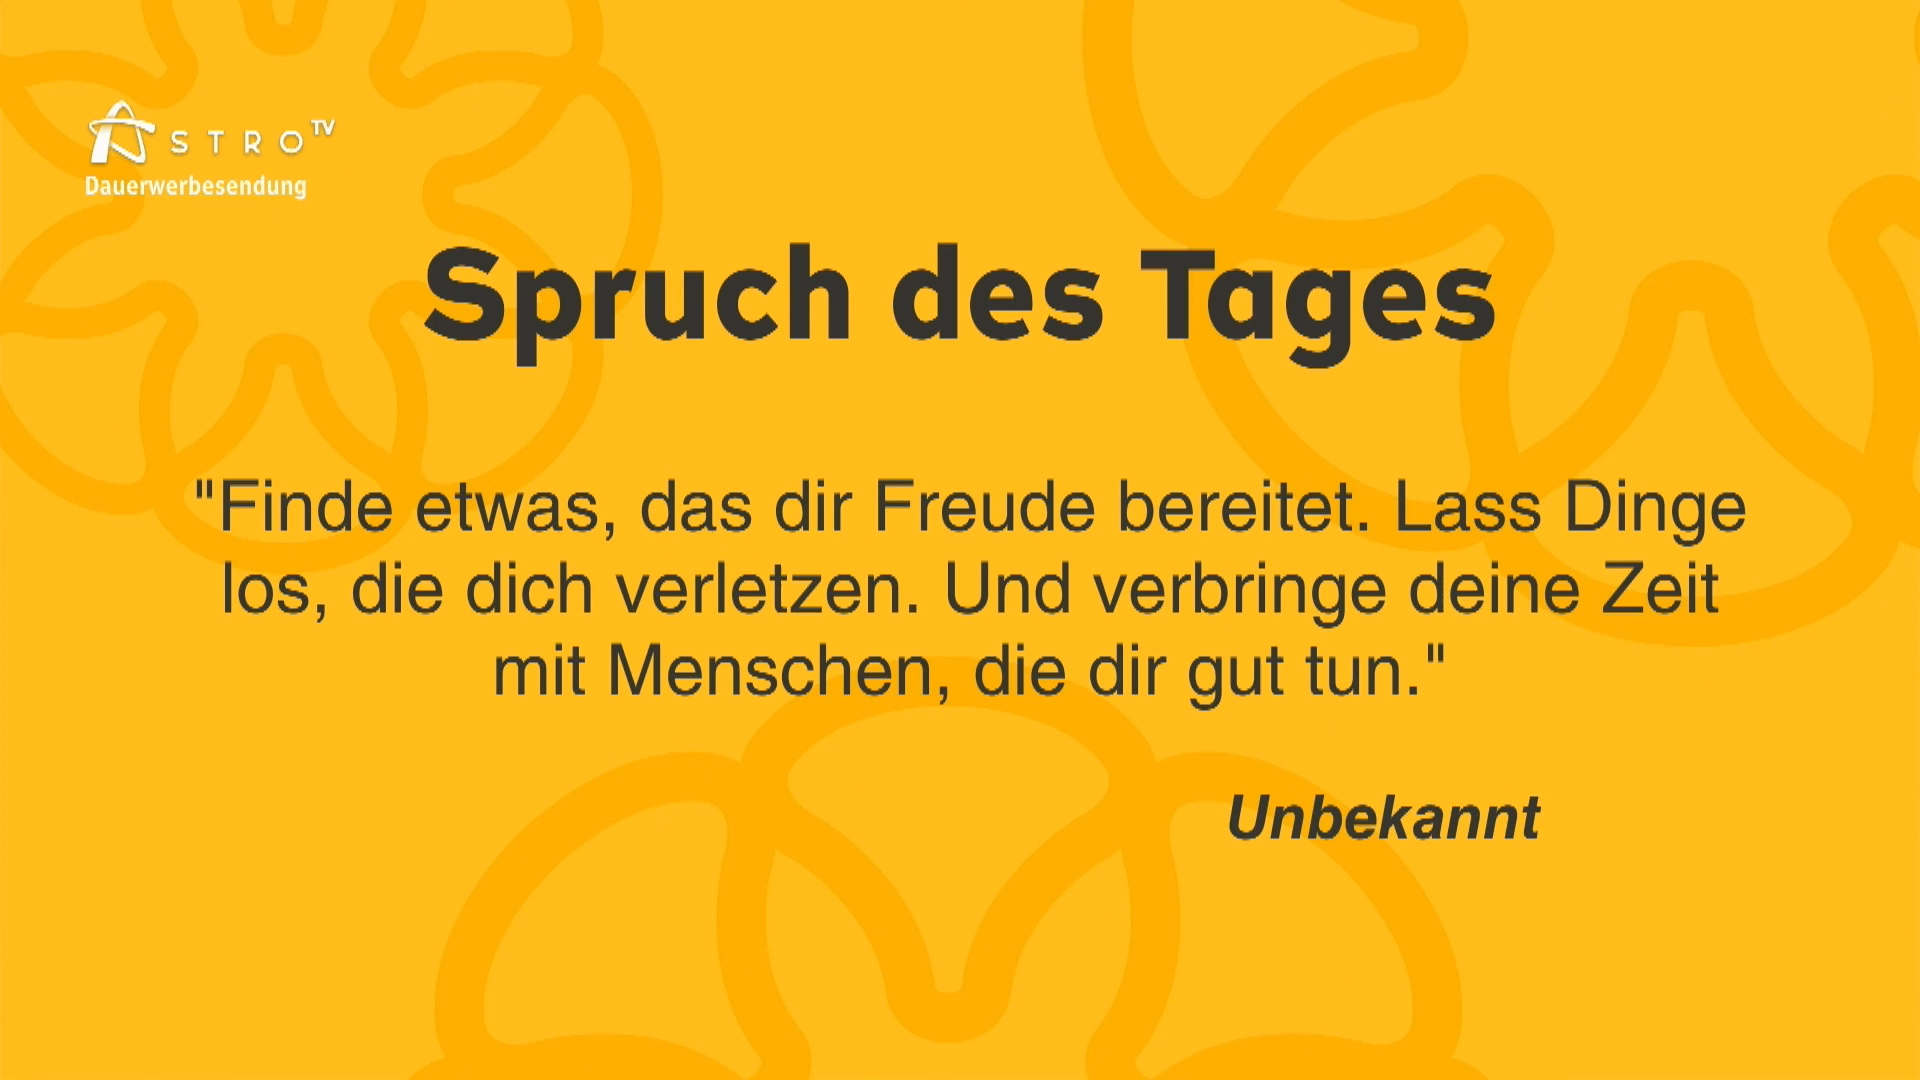 ASTRO TV
Dauerwerbesendung
Spruch des Tages
"Finde etwas, das dir Freude bereitet. Lass Dinge
los, die dich verletzen. Und verbringe deine Zeit
mit Menschen, die dir gut tun."
Unbekannt